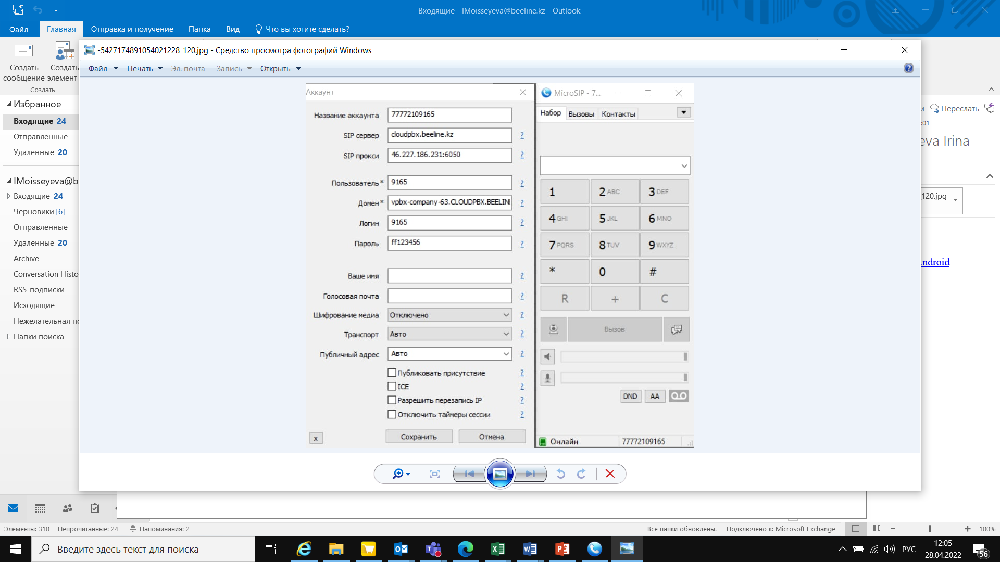 Входящие - IMoisseyeva@beeline.kz - Outlook
Файл Главная Отправка и получение Папка Вид Что вы хотите сделать?
Создать сообщение
Создать элемент
Создать
-5427174891054021228_120.jpg - Средство просмотра фотографий Windows
Файл Печать Эл. почта Запись Открыть
Избранное
Входящие 24
Отправленные
Удаленные 20
IMoisseyeva@b
Входящие 24
Черновики [6]
Отправленные
Удаленные 20
Archive
Conversation Histo
RSS-подписки
Исходящие
Нежелательная по
Папки поиска
Аккаунт
Название аккаунта 77772109165
SIP сервер cloudpbx.beeline.kz ?
SIP прокси 46.227.186.231:6050 ?
Пользователь* 9165 ?
Домен* vpbx-company-63.CLOUDPBX.BEELINE ?
Логин 9165 ?
Пароль ff123456 ?
Ваше имя ?
Голосовая почта ?
Шифрование медиа Отключено ?
Транспорт Авто ?
Публичный адрес Авто ?
Публиковать присутствие ?
ICE ?
Разрешить перезапись IP ?
Отключить таймеры сессии ?
x Сохранить Отмена
MicroSIP - 7...
Набор Вызовы Контакты
1 2 ABC 3 DEF
4 GHI 5 JKL 6 MNO
7 PQRS 8 TUV 9 WXYZ
* 0 #
R + C
Вызов
DND AA
Онлайн 77772109165
м Переслать
:01
eva Irina
_120.jpg
Android
Элементы: 310 Непрочитанные: 24 Напоминания: 2 Все папки обновлены. Подключено к: Microsoft Exchange 100%
Введите здесь текст для поиска
РУС
12:05
28.04.2022
56